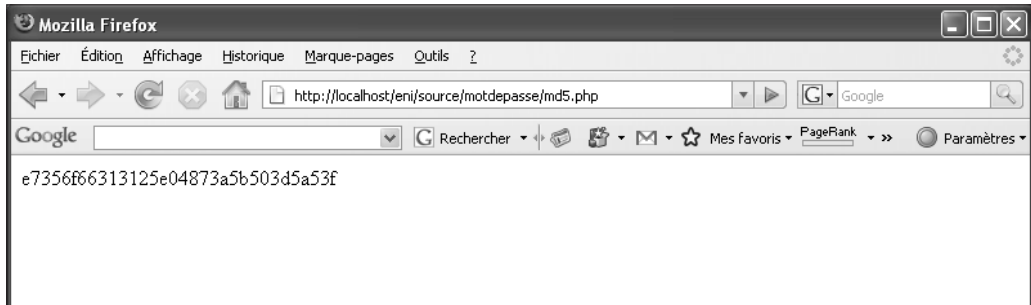 Mozilla Firefox
Fichier Édition Affichage Historique Marque-pages Outils ?
http://localhost/eni/source/motdepasse/md5.php G Google
Google G Rechercher Mes favoris PageRank » Paramètres
e7356f66313125e04873a5b503d5a53f